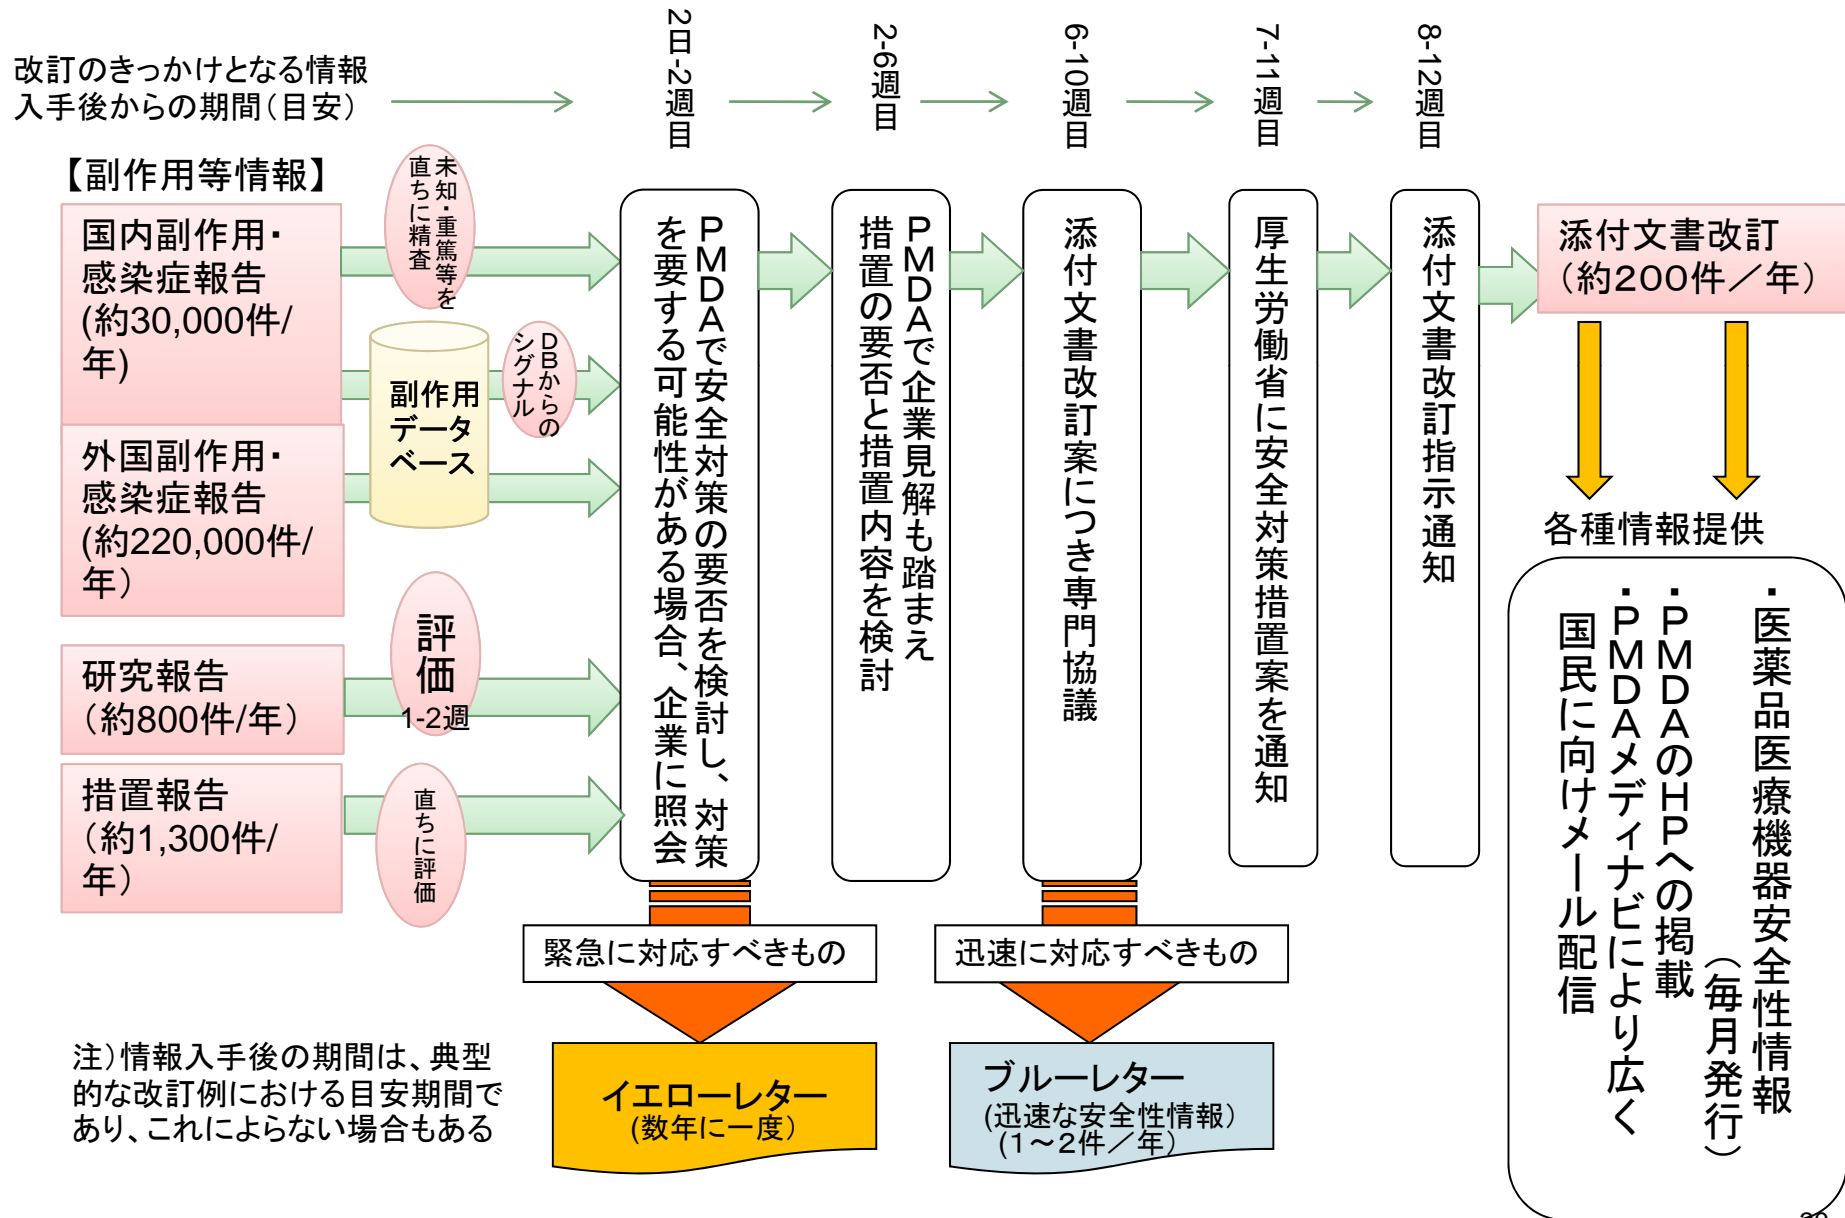 改訂のきっかけとなる情報
入手後からの期間(目安)
2日-2週目
2-6週目
6-10週目
7-11週目
8-12週目
【副作用等情報】
国内副作用・
感染症報告
(約30,000件/
年)
外国副作用・
感染症報告
(約220,000件/
年)
研究報告
(約800件/年)
措置報告
(約1,300件/
年)
未知・重篤等を
直ちに精査
副作用
データ
ベース
DBからの
シグナル
評価
1-2週
直ちに評価
PMDAで安全対策の要否を検討し、対策
を要する可能性がある場合、企業に照会
PMDAで企業見解も踏まえ
措置の要否と措置内容を検討
添付文書改訂案につき専門協議
厚生労働省に安全対策措置案を通知
添付文書改訂指示通知
添付文書改訂
(約200件/年)
各種情報提供
・医薬品医療機器安全性情報
(毎月発行)
・PMDAのHPへの掲載
・PMDAメディナビにより広く
国民に向けメール配信
緊急に対応すべきもの
迅速に対応すべきもの
イエローレター
(数年に一度)
ブルーレター
(迅速な安全性情報)
(1~2件/年)
注)情報入手後の期間は、典型
的な改訂例における目安期間で
あり、これによらない場合もある